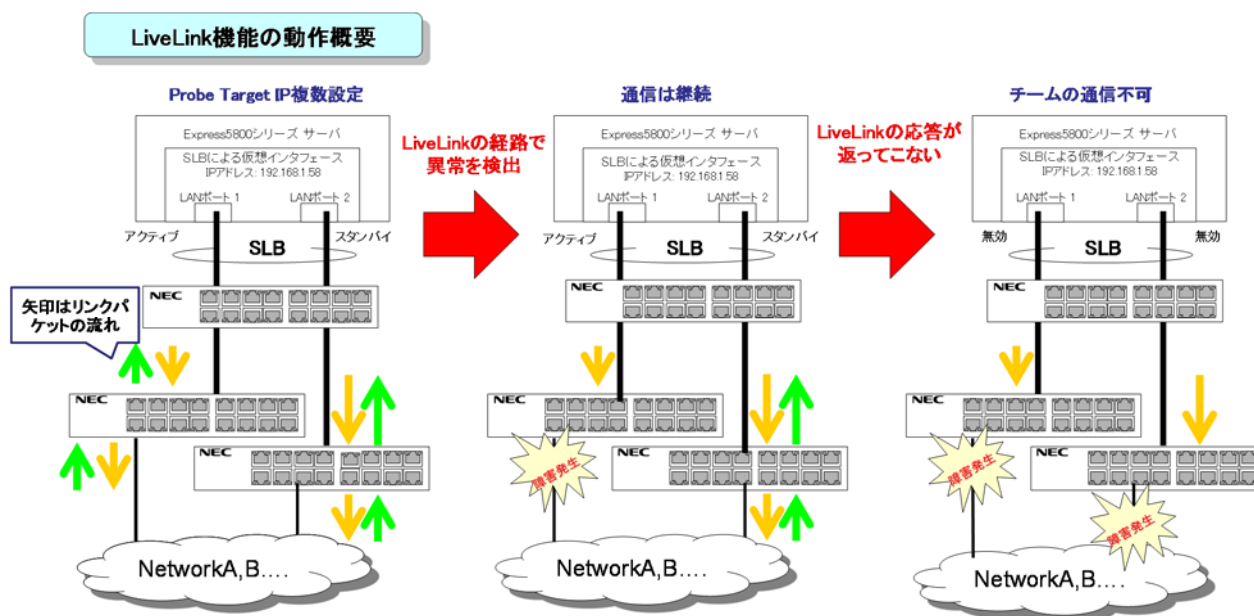 LiveLink機能の動作概要
Probe Target IP複数設定
Express5800シリーズ サーバ
SLBによる仮想インタフェース
IPアドレス: 192.168.1.58
LANポート 1
LANポート 2
アクティブ
スタンバイ
SLB
NEC
矢印はリンクパ
ケットの流れ
NEC
NEC
NetworkA,B....
LiveLinkの経路で
異常を検出
通信は継続
Express5800シリーズ サーバ
SLBによる仮想インタフェース
IPアドレス: 192.168.1.58
LANポート 1
LANポート 2
アクティブ
スタンバイ
SLB
NEC
NEC
NEC
障害発生
NetworkA,B....
LiveLinkの応答が
返ってこない
チームの通信不可
Express5800シリーズ サーバ
SLBによる仮想インタフェース
IPアドレス: 192.168.1.58
LANポート 1
LANポート 2
無効
無効
SLB
NEC
NEC
NEC
障害発生
障害発生
NetworkA,B....